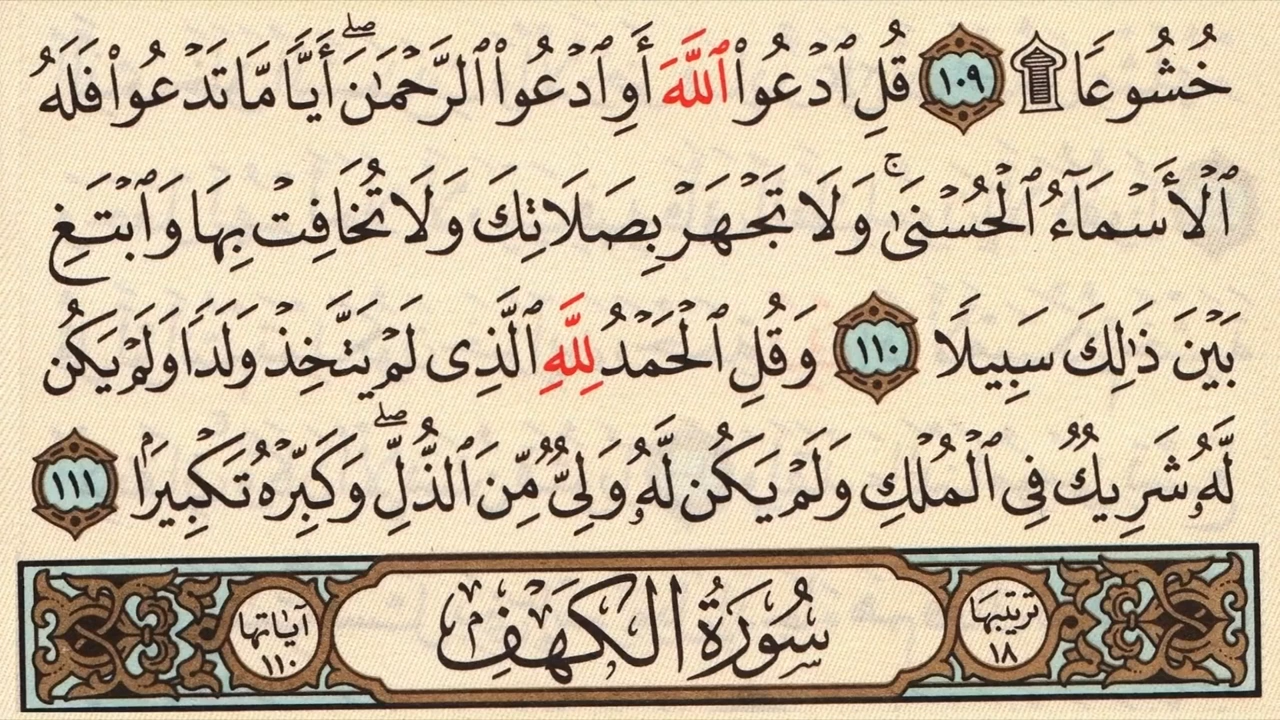 خُشُوعًا ۩ ١٠٩ قُلِ ٱدْعُوا۟ ٱللَّهَ أَوِ ٱدْعُوا۟ ٱلرَّحْمَـٰنَ ۖ أَيًّا مَّا تَدْعُوا۟ فَلَهُ
ٱلْأَسْمَآءُ ٱلْحُسْنَىٰ ۚ وَلَا تَجْهَرْ بِصَلَاتِكَ وَلَا تُخَافِتْ بِهَا وَٱبْتَغِ
بَيْنَ ذَٰلِكَ سَبِيلًا ١١٠ وَقُلِ ٱلْحَمْدُ لِلَّهِ ٱلَّذِى لَمْ يَتَّخِذْ وَلَدًا وَلَمْ يَكُن
لَّهُۥ شَرِيكٌ فِى ٱلْمُلْكِ وَلَمْ يَكُن لَّهُۥ وَلِىٌّ مِّنَ ٱلذُّلِّ ۖ وَكَبِّرْهُ تَكْبِيرًۢا ١١١
ترتيبها ١٨ سُورَةُ الكَهْفِ آياتها ١١٠